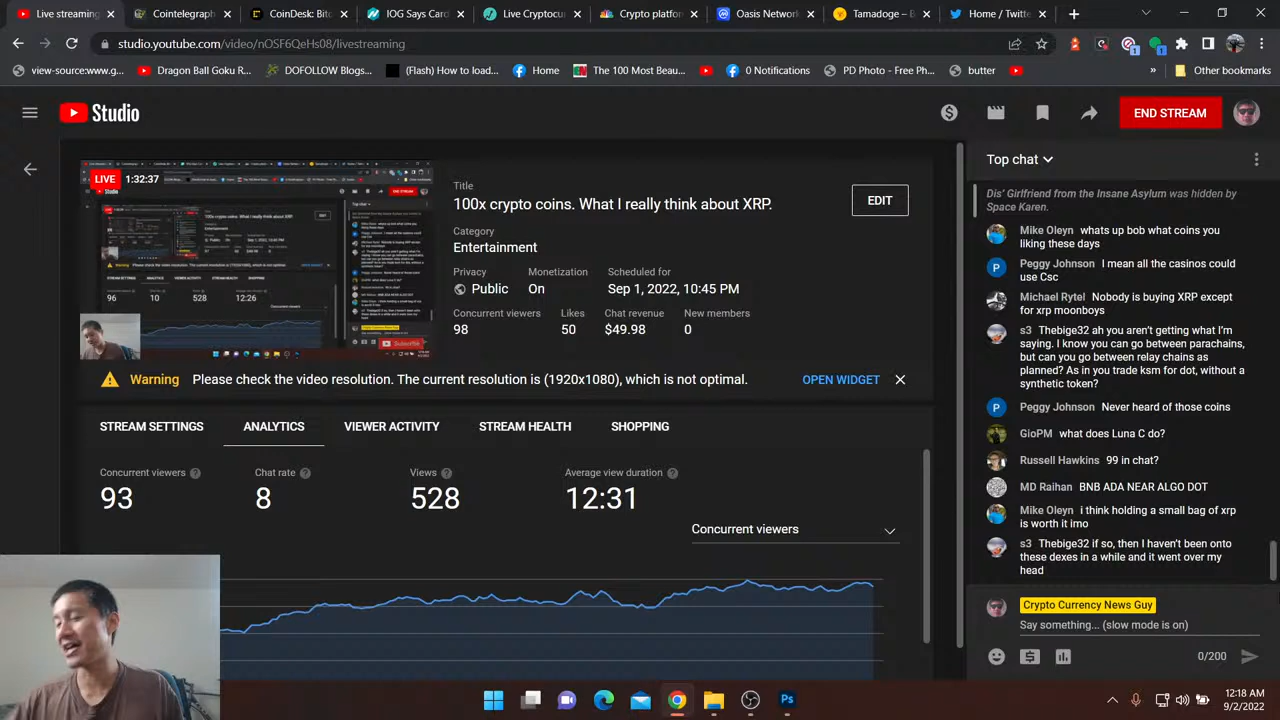 Live streaming
Cointelegraph
CoinDesk: Bitc
IOG Says Card
Live Cryptocu
Crypto platfor
Oasis Network
Tamadoge – B
Home / Twitte
studio.youtube.com/video/nOSF6QeHs08/livestreaming
view-source:www.g...
Dragon Ball Goku R...
DOFOLLOW Blogs...
(Flash) How to Ind...
Home
The 100 Most Beau...
0 Notifications
PD Photo - Free Ph...
butter
»
Other bookmarks
Studio
END STREAM
LIVE 1:32:37
Title
100x crypto coins. What I really think about XRP.
EDIT
Category
Entertainment
Public
On
Sep 1, 2022, 10:45 PM
Concurrent viewers
Likes
New members
98
50
$49.98
0
Warning
Please check the video resolution. The current resolution is (1920x1080), which is not optimal.
OPEN WIDGET
STREAM SETTINGS
ANALYTICS
VIEWER ACTIVITY
STREAM HEALTH
SHOPPING
Concurrent viewers
Chat rate
Views
Average view duration
93
8
528
12:31
Concurrent viewers
Top chat
Dis' Girlfriend from the Insane Asylum was hidden by
Space Karen.
Mike Oleyn whats up bob what coins you
liking these days
Peggy Johnson I mean all the casinos could
use Csc
Michael Rytel Nobody is buying XRP except
for xrp moonboys
s3 Thebige32 so you aren't getting what I'm
saying. I know you can go between parachains,
but can you go between relay chains as
planned? As in you trade ksm for dot, without a
synthetic token?
Peggy Johnson Never heard of those coins
GioPM what does Luna C do?
Russell Hawkins 99 in chat?
MD Raihan BNB ADA NEAR ALGO DOT
Mike Oleyn i think holding a small bag of xrp
is worth it imo
s3 Thebige32 if so, then I haven't been onto
these dexes in a while and it went over my
head
Crypto Currency News Guy
Say something... (slow mode is on)
0/200
Ps
12:18 AM
9/2/2022